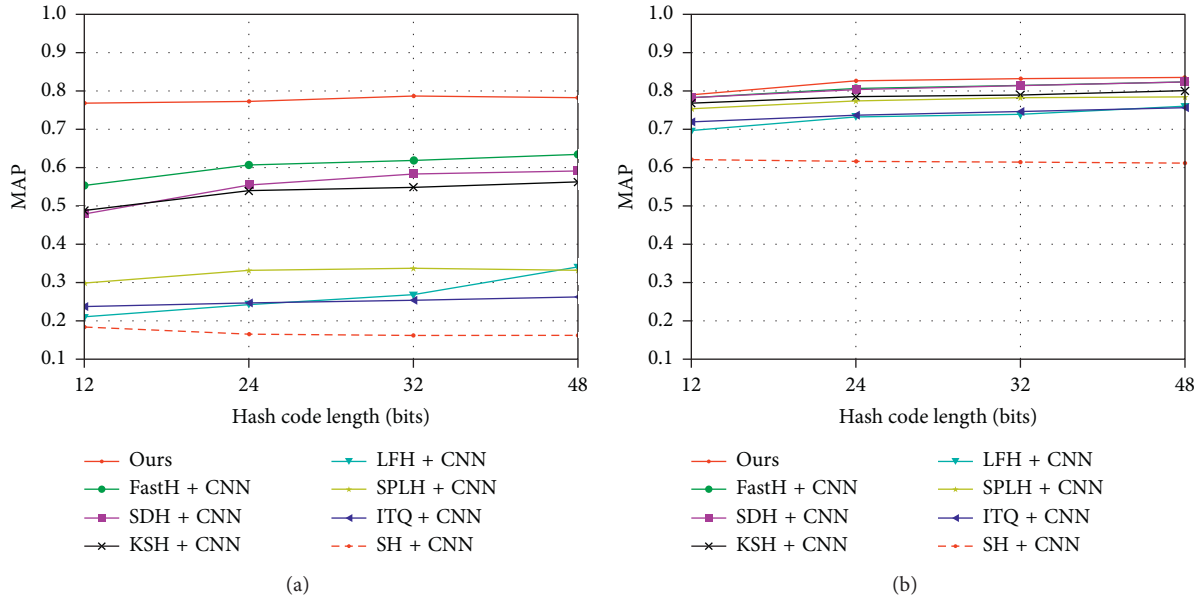 1.0
0.9
0.8
0.7
0.6
0.5
0.4
0.3
0.2
0.1
MAP
12
24
32
48
Hash code length (bits)
Ours
FastH + CNN
SDH + CNN
KSH + CNN
LFH + CNN
SPLH + CNN
ITQ + CNN
SH + CNN
(a)
1.0
0.9
0.8
0.7
0.6
0.5
0.4
0.3
0.2
0.1
MAP
12
24
32
48
Hash code length (bits)
Ours
FastH + CNN
SDH + CNN
KSH + CNN
LFH + CNN
SPLH + CNN
ITQ + CNN
SH + CNN
(b)